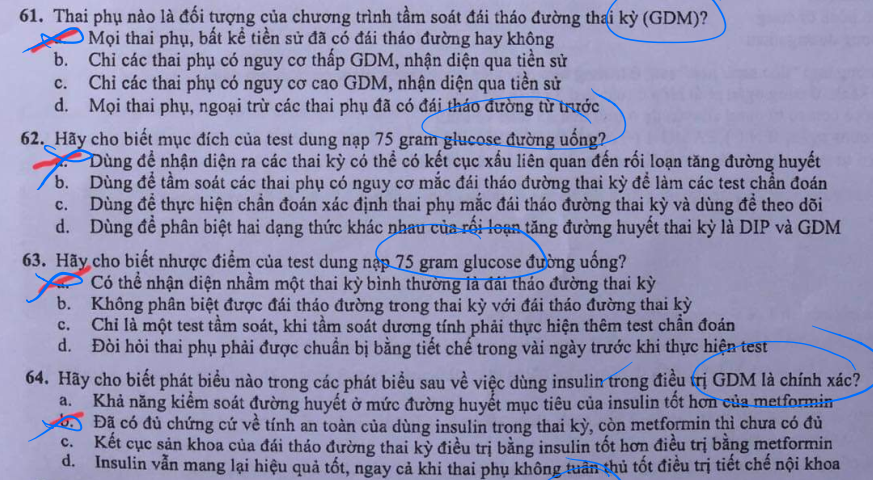 61. Thai phụ nào là đối tượng của chương trình tầm soát đái tháo đường thai kỳ (GDM)?
a. Mọi thai phụ, bất kể tiền sử đã có đái tháo đường hay không
b. Chỉ các thai phụ có nguy cơ thấp GDM, nhận diện qua tiền sử
c. Chỉ các thai phụ có nguy cơ cao GDM, nhận diện qua tiền sử
d. Mọi thai phụ, ngoại trừ các thai phụ đã có đái tháo đường từ trước
62. Hãy cho biết mục đích của test dung nạp 75 gram glucose đường uống?
a. Dùng để nhận diện ra các thai kỳ có thể có kết cục xấu liên quan đến rối loạn tăng đường huyết
b. Dùng để tầm soát các thai phụ có nguy cơ mắc đái tháo đường thai kỳ để làm các test chẩn đoán
c. Dùng để thực hiện chẩn đoán xác định thai phụ mắc đái tháo đường thai kỳ và dùng để theo dõi
d. Dùng để phân biệt hai dạng thức khác nhau của rối loạn tăng đường huyết thai kỳ là DIP và GDM
63. Hãy cho biết nhược điểm của test dung nạp 75 gram glucose đường uống?
a. Có thể nhận diện nhầm một thai kỳ bình thường là đái tháo đường thai kỳ
b. Không phân biệt được đái tháo đường trong thai kỳ với đái tháo đường thai kỳ
c. Chỉ là một test tầm soát, khi tầm soát dương tính phải thực hiện thêm test chẩn đoán
d. Đòi hỏi thai phụ phải được chuẩn bị bằng tiết chế trong vài ngày trước khi thực hiện test
64. Hãy cho biết phát biểu nào trong các phát biểu sau về việc dùng insulin trong điều trị GDM là chính xác?
a. Khả năng kiểm soát đường huyết ở mức đường huyết mục tiêu của insulin tốt hơn của metformin
b. Đã có đủ chứng cứ về tính an toàn của dùng insulin trong thai kỳ, còn metformin thì chưa có đủ
c. Kết cục sản khoa của đái tháo đường thai kỳ điều trị bằng insulin tốt hơn điều trị bằng metformin
d. Insulin vẫn mang lại hiệu quả tốt, ngay cả khi thai phụ không tuân thủ tốt điều trị tiết chế nội khoa